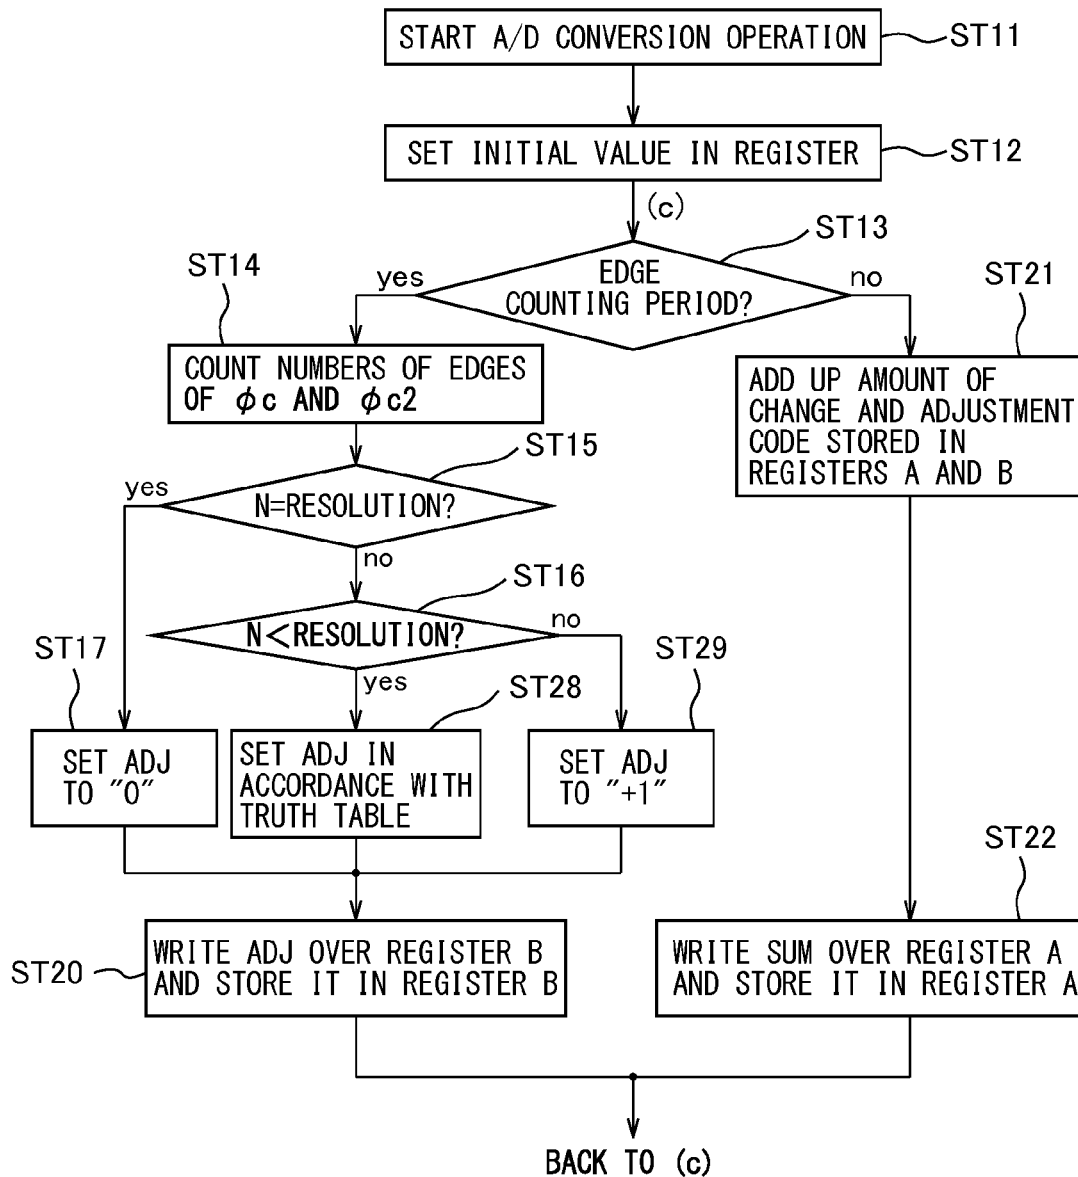 START A/D CONVERSION OPERATION
ST11
SET INITIAL VALUE IN REGISTER
ST12
(c)
ST13
EDGE
COUNTING PERIOD?
yes
no
ST14
COUNT NUMBERS OF EDGES
OF φc AND φc2
ST21
ADD UP AMOUNT OF
CHANGE AND ADJUSTMENT
CODE STORED IN
REGISTERS A AND B
ST15
N=RESOLUTION?
yes
no
ST16
N<RESOLUTION?
no
yes
ST17
SET ADJ
TO "0"
ST28
SET ADJ IN
ACCORDANCE WITH
TRUTH TABLE
ST29
SET ADJ
TO "+1"
ST20
WRITE ADJ OVER REGISTER B
AND STORE IT IN REGISTER B
ST22
WRITE SUM OVER REGISTER A
AND STORE IT IN REGISTER A
BACK TO (c)